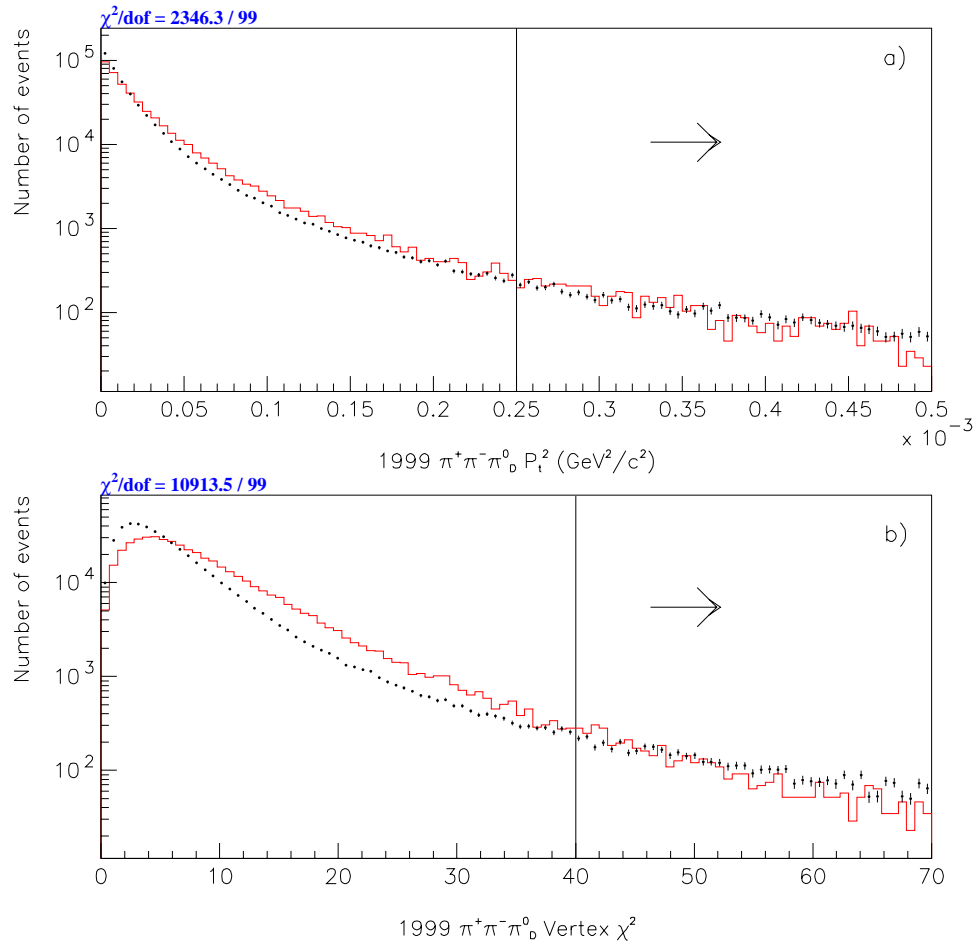 χ²/dof = 2346.3 / 99
Number of events
a)
10⁵
10⁴
10³
10²
0 0.05 0.1 0.15 0.2 0.25 0.3 0.35 0.4 0.45 0.5
× 10⁻³
1999 π⁺π⁻π⁰_D P_t² (GeV²/c²)
χ²/dof = 10913.5 / 99
Number of events
b)
10⁴
10³
10²
0 10 20 30 40 50 60 70
1999 π⁺π⁻π⁰_D Vertex χ²